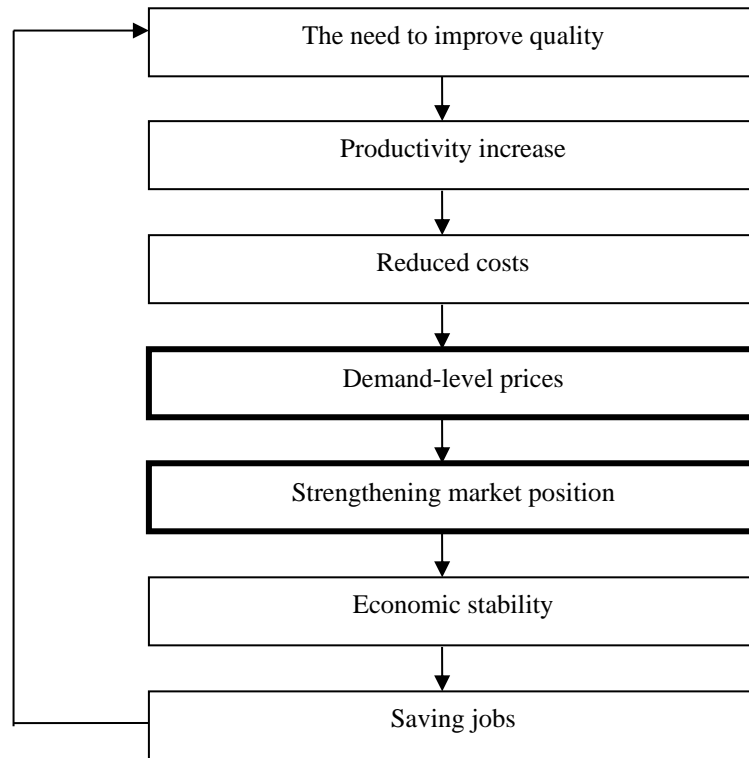 The need to improve quality
Productivity increase
Reduced costs
Demand-level prices
Strengthening market position
Economic stability
Saving jobs